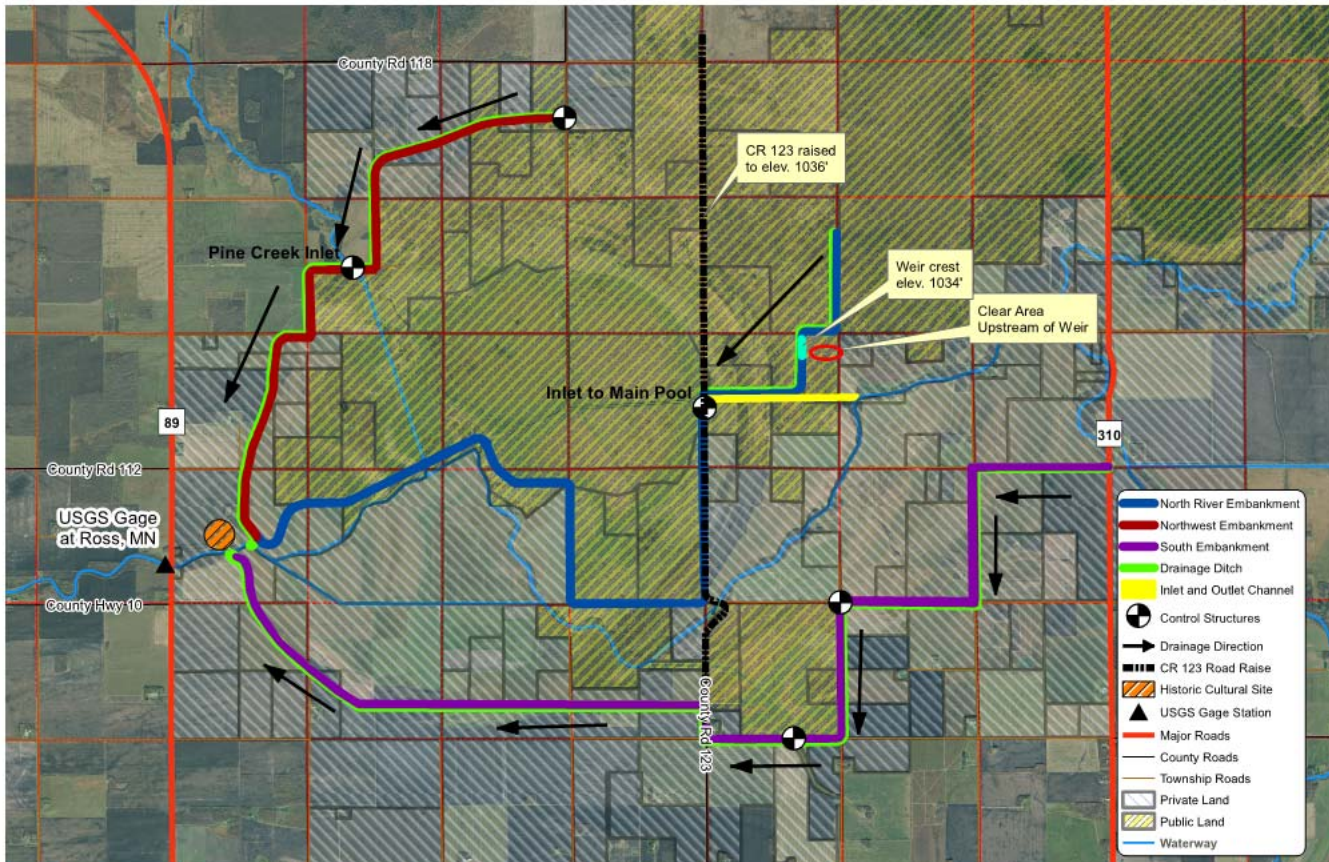 County Rd 118
CR 123 raised
to elev. 1036'
Pine Creek Inlet
Weir crest
elev. 1034'
Clear Area
Upstream of Weir
Inlet to Main Pool
89
310
County Rd 112
USGS Gage
at Ross, MN
County Hwy 10
County Rd 123
North River Embankment
Northwest Embankment
South Embankment
Drainage Ditch
Inlet and Outlet Channel
Control Structures
Drainage Direction
CR 123 Road Raise
Historic Cultural Site
USGS Gage Station
Major Roads
County Roads
Township Roads
Private Land
Public Land
Waterway